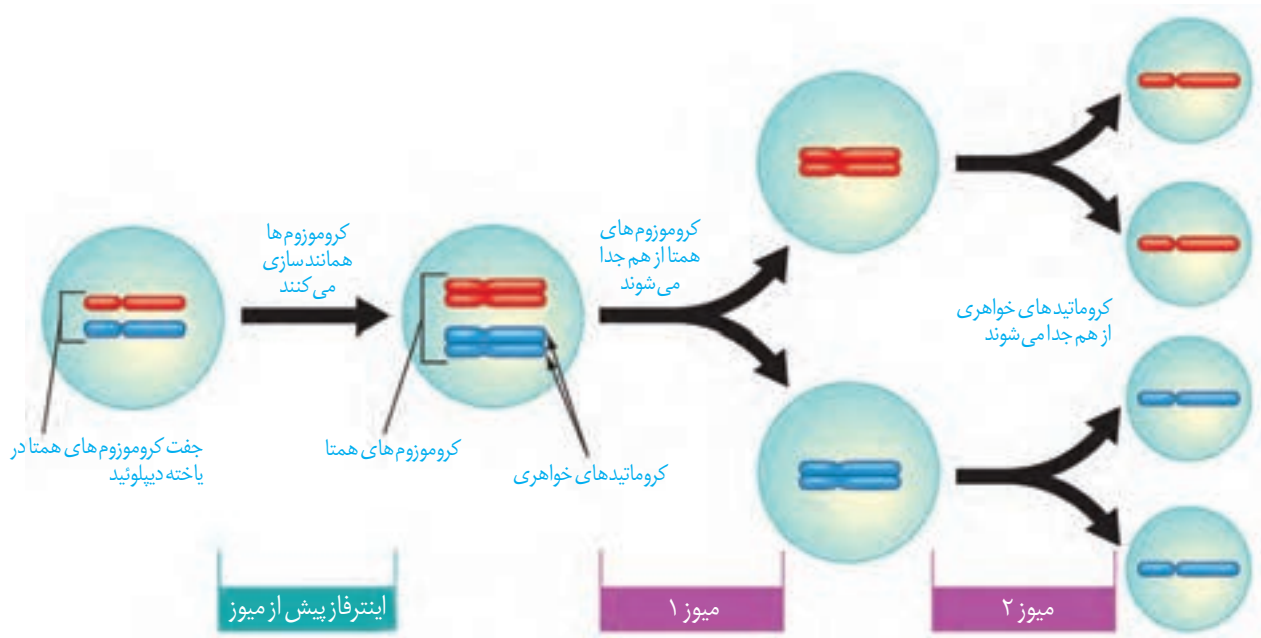 کروموزوم‌ها
همانندسازی
می‌کنند
کروموزوم‌های
همتا از هم جدا
می‌شوند
کروماتیدهای خواهری
از هم جدا می‌شوند
جفت کروموزوم‌های همتا در
یاخته دیپلوئید
کروموزوم‌های همتا
کروماتیدهای خواهری
اینترفاز پیش از میوز
میوز ۱
میوز ۲